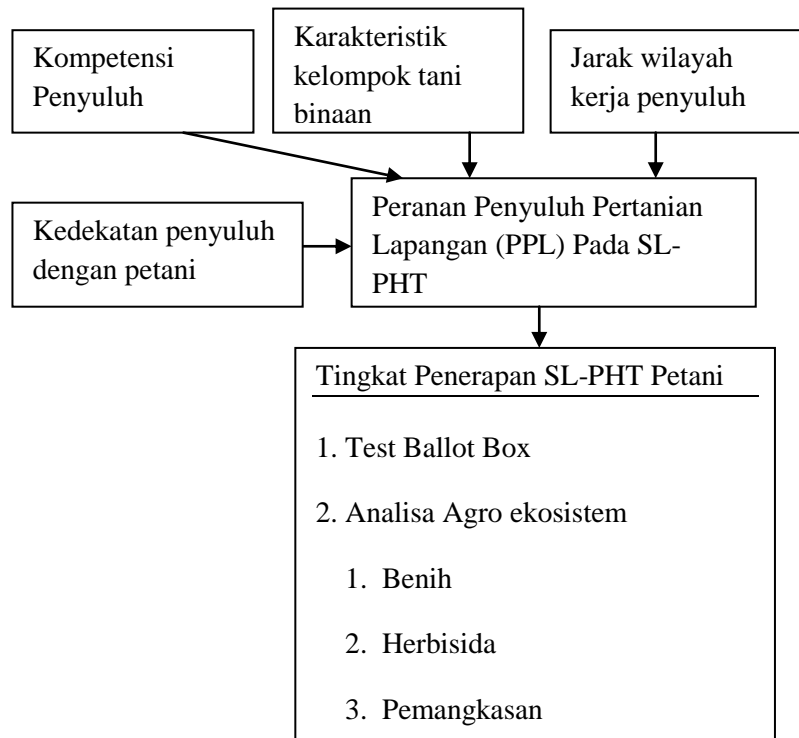 Kompetensi
Penyuluh
Karakteristik
kelompok tani
binaan
Jarak wilayah
kerja penyuluh
Kedekatan penyuluh
dengan petani
Peranan Penyuluh Pertanian
Lapangan (PPL) Pada SL-
PHT
Tingkat Penerapan SL-PHT Petani
1. Test Ballot Box
2. Analisa Agro ekosistem
1. Benih
2. Herbisida
3. Pemangkasan